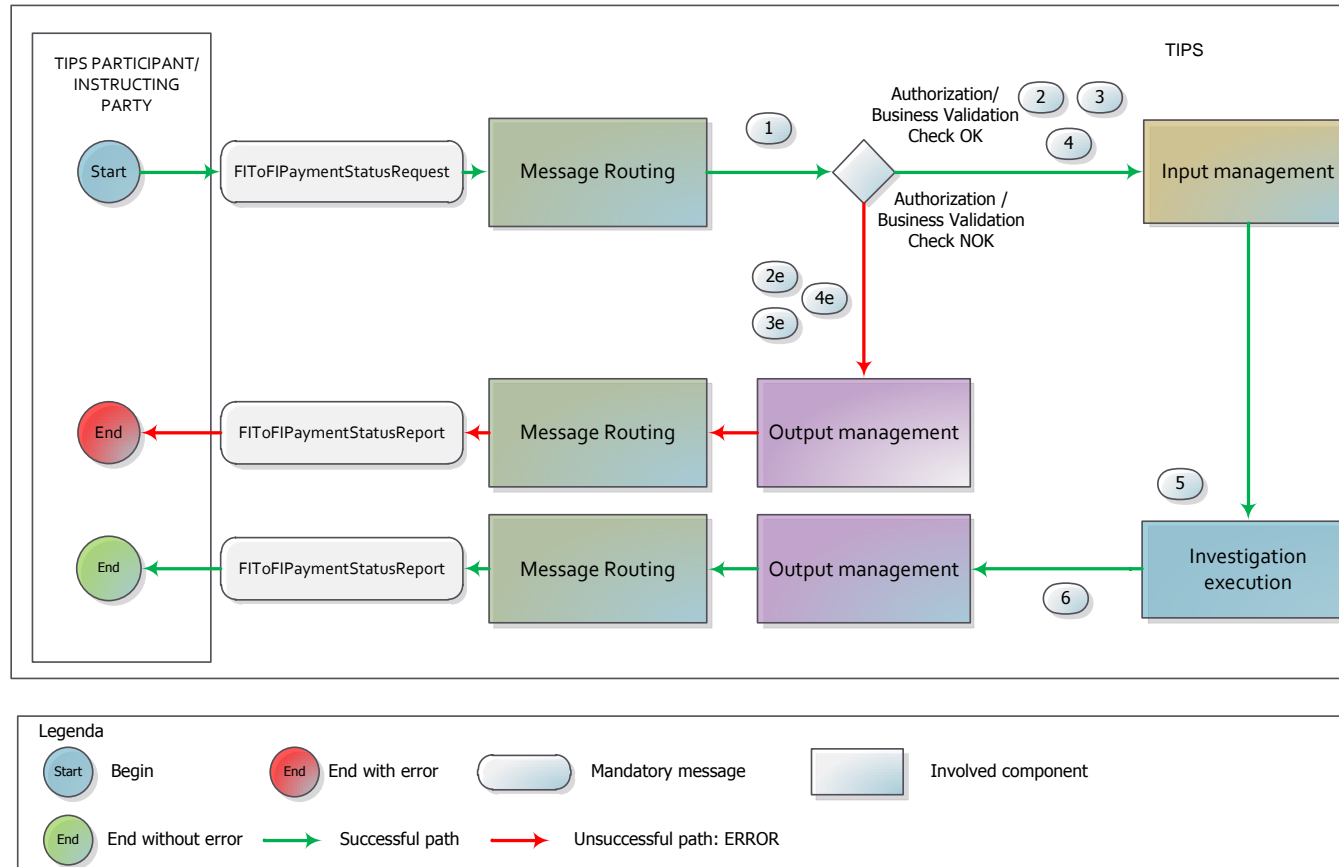 TIPS PARTICIPANT/
INSTRUCTING
PARTY
TIPS
Start
FIToFIPaymentStatusRequest
Message Routing
1
Authorization/
Business Validation
Check OK
2
3
4
Input management
Authorization /
Business Validation
Check NOK
2e
4e
3e
End
FIToFIPaymentStatusReport
Message Routing
Output management
5
End
FIToFIPaymentStatusReport
Message Routing
Output management
6
Investigation
execution
Legenda
Start
Begin
End
End with error
Mandatory message
Involved component
End
End without error
Successful path
Unsuccessful path: ERROR